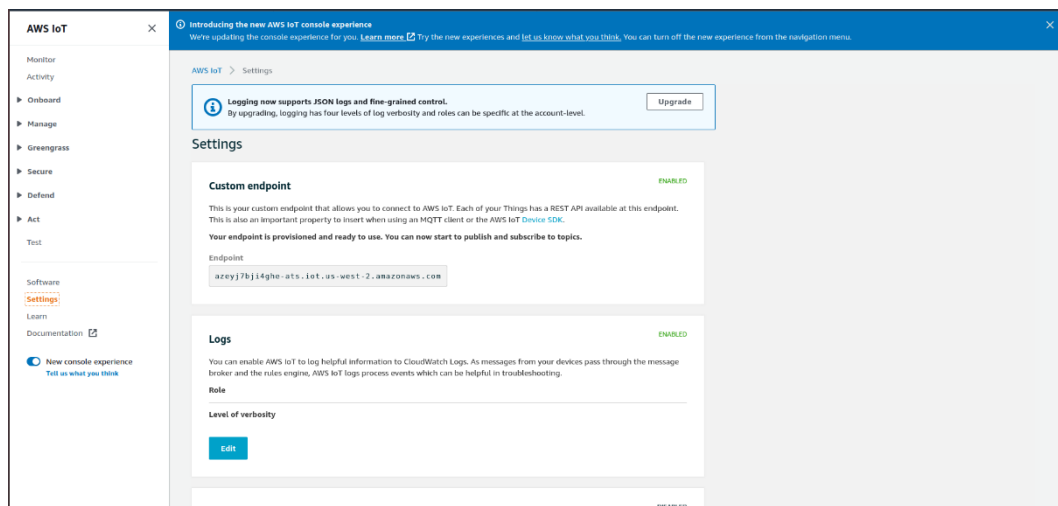 AWS IoT
Monitor
Activity
Onboard
Manage
Greengrass
Secure
Defend
Act
Test
Software
Settings
Learn
Documentation
New console experience
Tell us what you think
Introducing the new AWS IoT console experience
We're updating the console experience for you. Learn more Try the new experiences and let us know what you think. You can turn off the new experience from the navigation menu.
AWS IoT > Settings
Logging now supports JSON logs and fine-grained control.
By upgrading, logging has four levels of log verbosity and roles can be specific at the account-level.
Upgrade
Settings
Custom endpoint
ENABLED
This is your custom endpoint that allows you to connect to AWS IoT. Each of your Things has a REST API available at this endpoint.
This is also an important property to insert when using an MQTT client or the AWS IoT Device SDK.
Your endpoint is provisioned and ready to use. You can now start to publish and subscribe to topics.
Endpoint
azeyj7bji4gho-ats.iot.us-west-2.amazonaws.com
Logs
ENABLED
You can enable AWS IoT to log helpful information to CloudWatch Logs. As messages from your devices pass through the message
broker and the rules engine, AWS IoT logs process events which can be helpful in troubleshooting.
Role
Level of verbosity
Edit